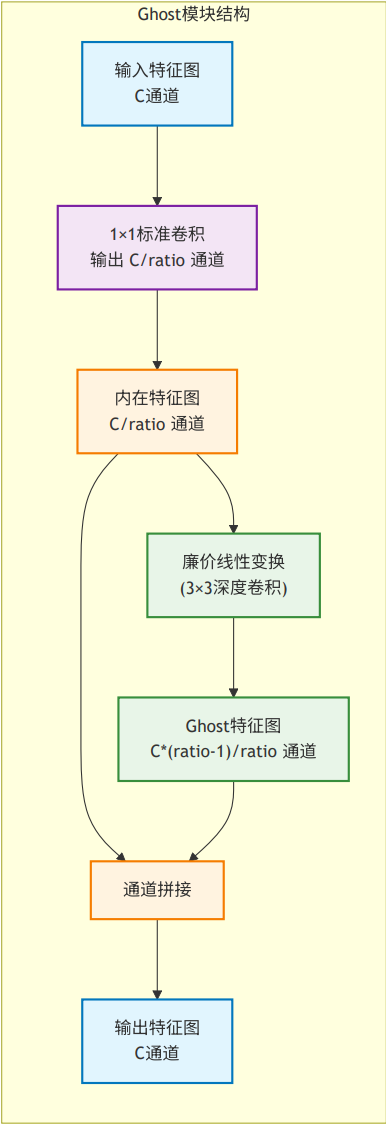 Ghost模块结构
输入特征图
C通道
1×1标准卷积
输出 C/ratio 通道
内在特征图
C/ratio 通道
廉价线性变换
(3×3深度卷积)
Ghost特征图
C*(ratio-1)/ratio 通道
通道拼接
输出特征图
C通道